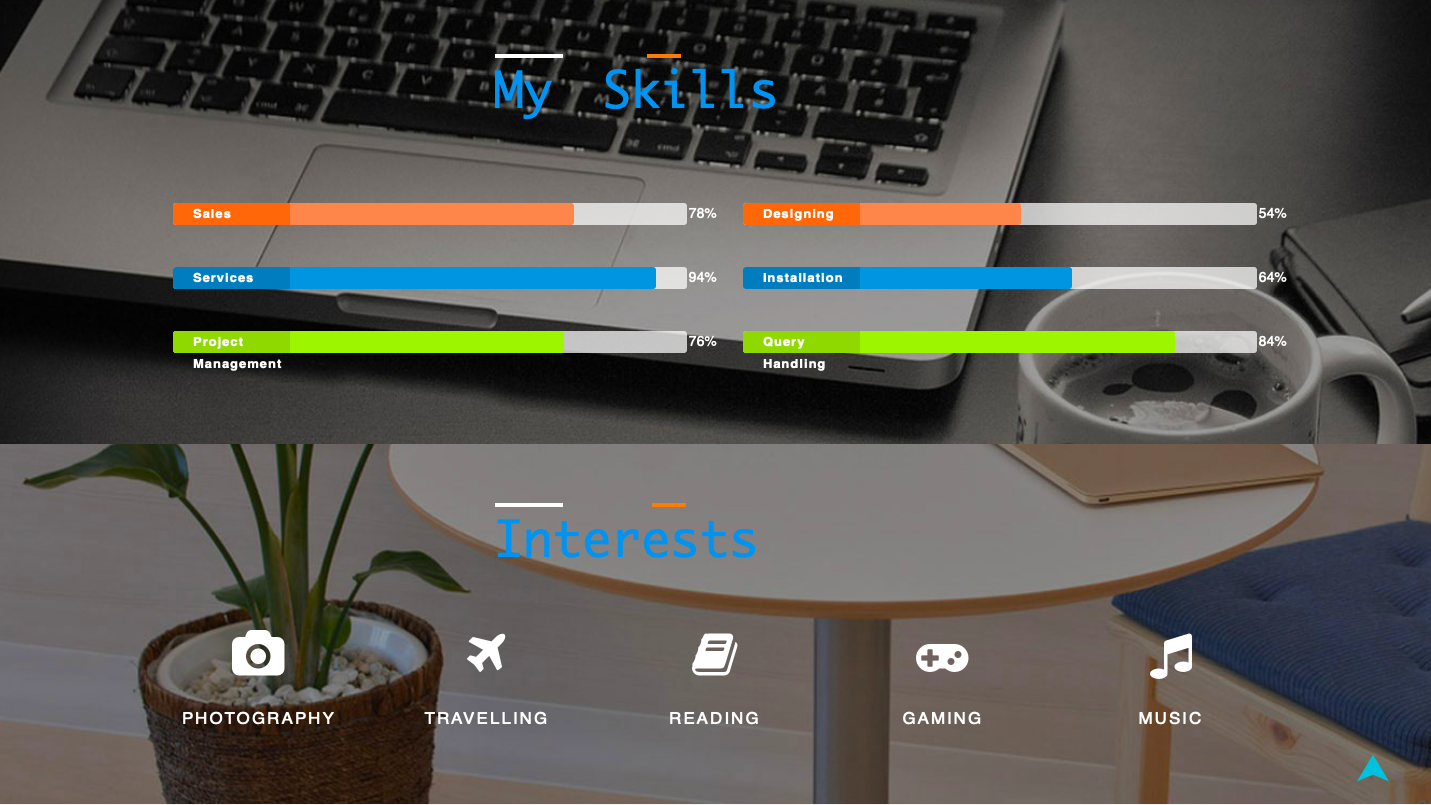 My Skills
Sales 78%
Designing 54%
Services 94%
Installation 64%
Project
Management 76%
Query
Handling 84%
Interests
PHOTOGRAPHY
TRAVELLING
READING
GAMING
MUSIC